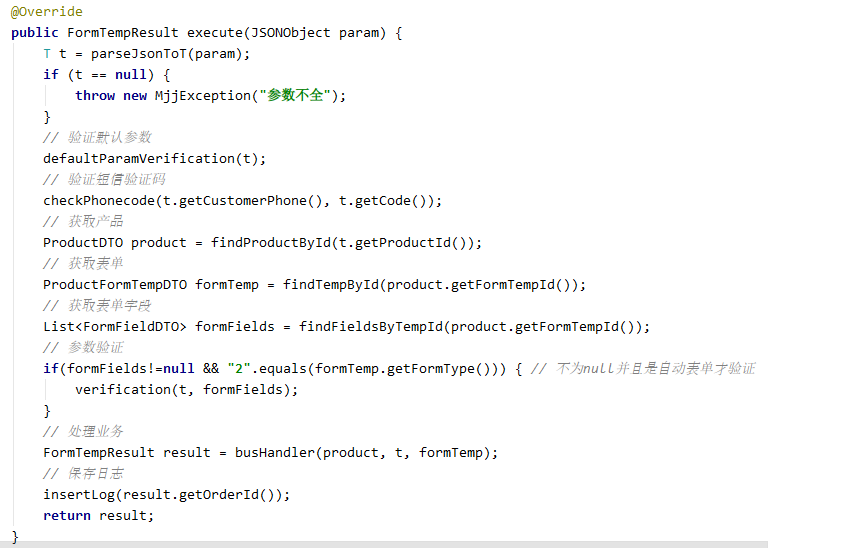 @Override
public FormTempResult execute(JSONObject param) {
T t = parseJsonToT(param);
if (t == null) {
throw new MjjException("参数不全");
}
// 验证默认参数
defaultParamVerification(t);
// 验证短信验证码
checkPhonecode(t.getCustomerPhone(), t.getCode());
// 获取产品
ProductDTO product = findProductById(t.getProductId());
// 获取表单
ProductFormTempDTO formTemp = findTempById(product.getFormTempId());
// 获取表单字段
List<FormFieldDTO> formFields = findFieldsByTempId(product.getFormTempId());
// 参数验证
if(formFields!=null && "2".equals(formTemp.getFormType())) { // 不为null并且是自动表单才验证
verification(t, formFields);
}
// 处理业务
FormTempResult result = busHandler(product, t, formTemp);
// 保存日志
insertLog(result.getOrderId());
return result;
}